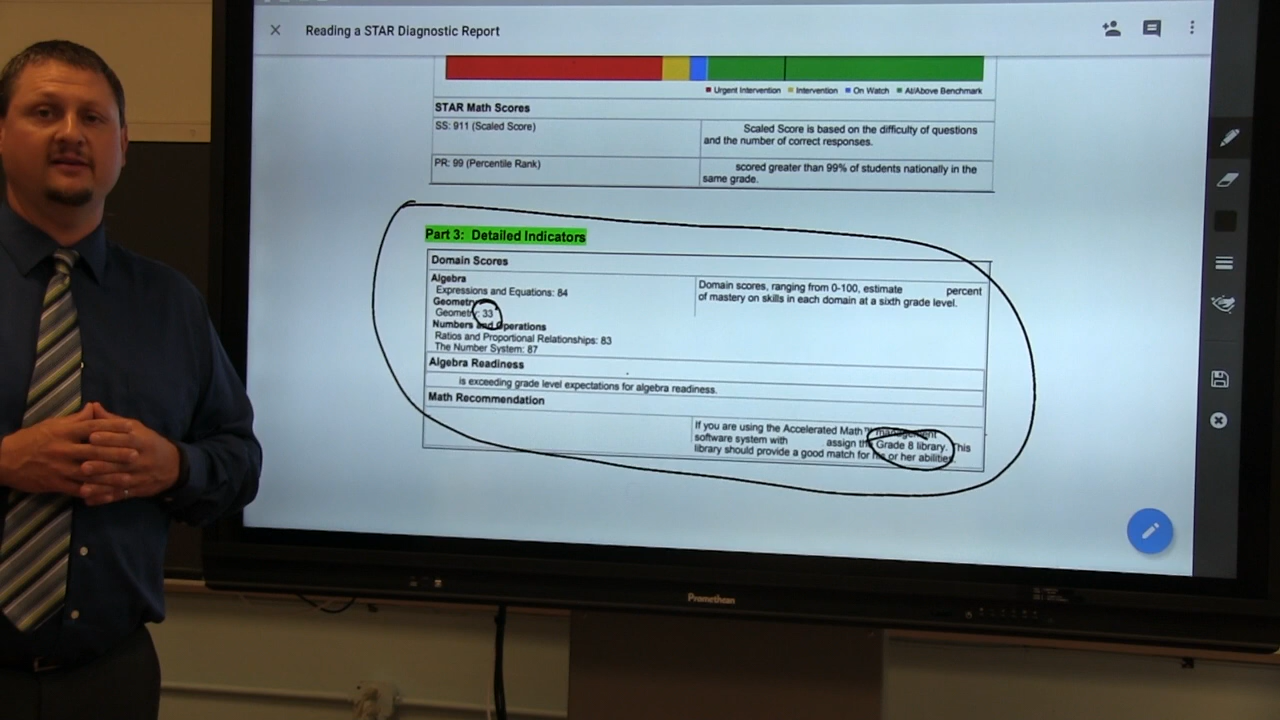 Reading a STAR Diagnostic Report
Urgent Intervention Intervention On Watch At/Above Benchmark
STAR Math Scores
SS: 911 (Scaled Score)
Scaled Score is based on the difficulty of questions
and the number of correct responses.
PR: 99 (Percentile Rank)
scored greater than 99% of students nationally in the
same grade.
Part 3: Detailed Indicators
Domain Scores
Algebra
Expressions and Equations: 84
Geometry
Geometry: 33
Numbers and Operations
Ratios and Proportional Relationships: 83
The Number System: 87
Domain scores, ranging from 0-100, estimate percent
of mastery on skills in each domain at a sixth grade level.
Algebra Readiness
is exceeding grade level expectations for algebra readiness.
Math Recommendation
If you are using the Accelerated Math™ management
software system with assign the Grade 8 library. This
library should provide a good match for his or her abilities.
Promethean